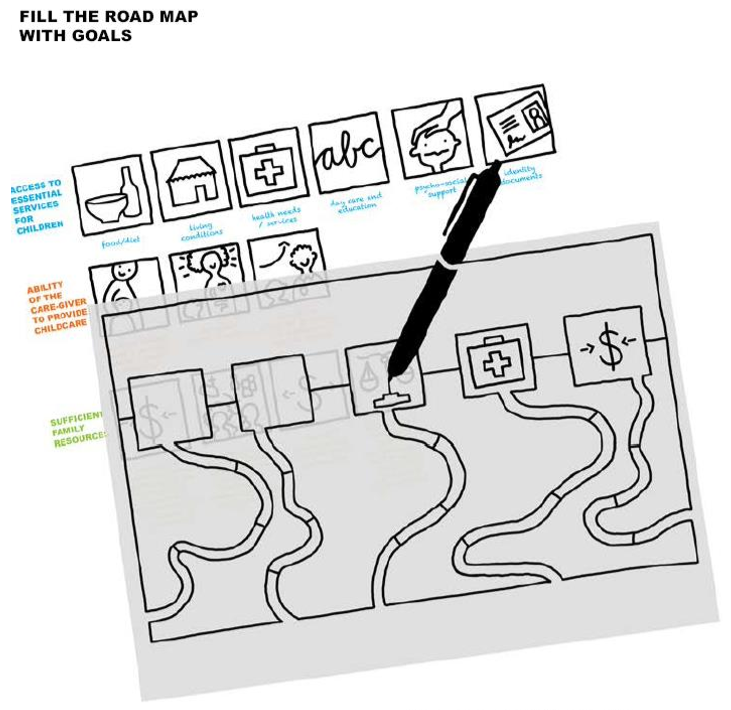 FILL THE ROAD MAP
WITH GOALS
ACCESS TO
ESSENTIAL
SERVICES
FOR
CHILDREN
food/diet
living
conditions
health needs
/ services
abc
day care and
education
psycho-social
support
identity
documents
ABILITY
OF THE
CARE-GIVER
TO PROVIDE
CHILDCARE
SUFFICIENT
FAMILY
RESOURCES
$
$
$